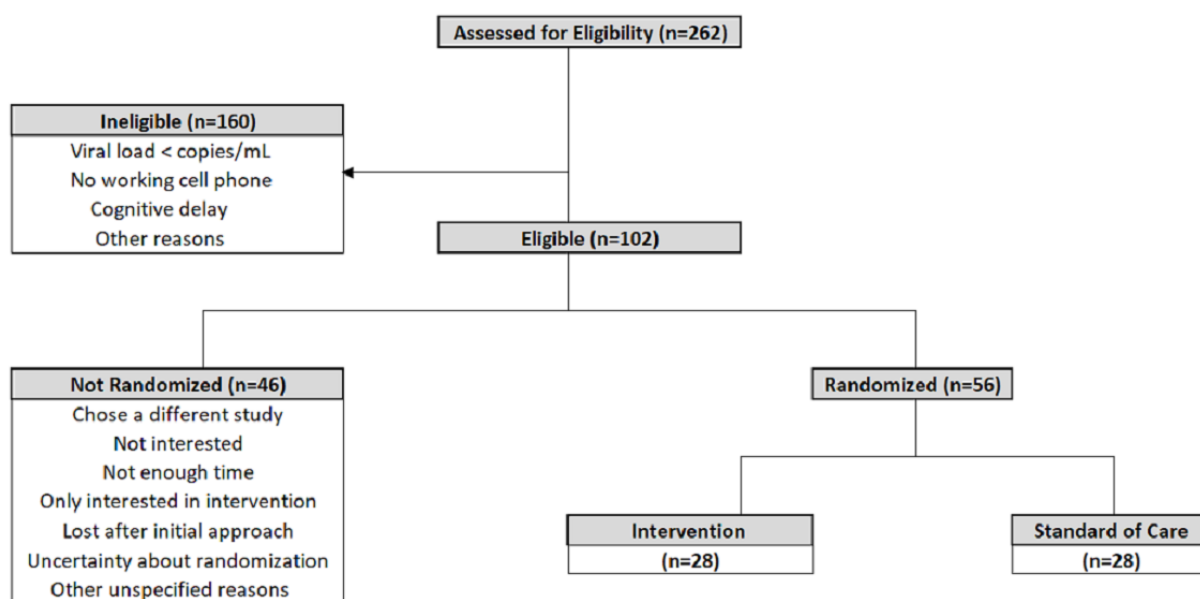 Assessed for Eligibility (n=262)
Ineligible (n=160)
Viral load < copies/mL
No working cell phone
Cognitive delay
Other reasons
Eligible (n=102)
Not Randomized (n=46)
Chose a different study
Not interested
Not enough time
Only interested in intervention
Lost after initial approach
Uncertainty about randomization
Other unspecified reasons
Randomized (n=56)
Intervention
(n=28)
Standard of Care
(n=28)